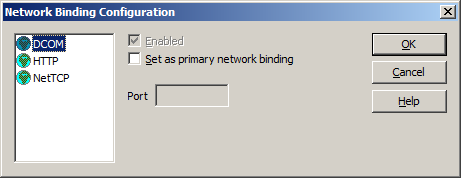 Network Binding Configuration
DCOM
HTTP
NetTCP
Enabled
Set as primary network binding
Port
OK
Cancel
Help